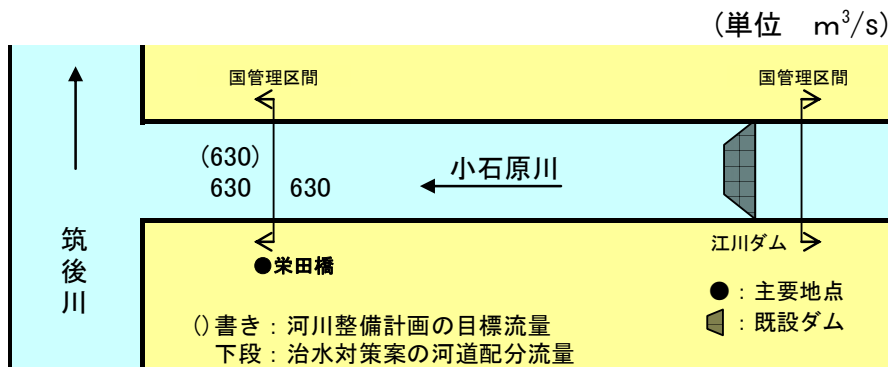 (単位 m³/s)
国管理区間
国管理区間
(630)
630
630
小石原川
筑後川
江川ダム
●栄田橋
●：主要地点
：既設ダム
()書き：河川整備計画の目標流量
下段：治水対策案の河道配分流量